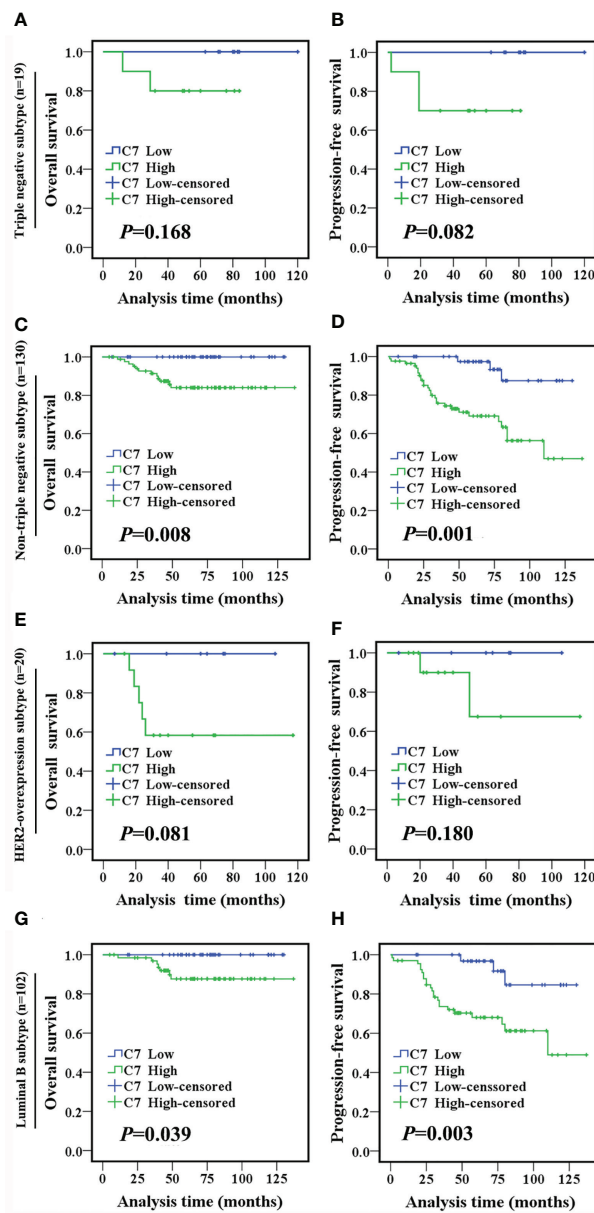 A
B
Triple negative subtype (n=19)
Overall survival
1.0
0.8
0.6
0.4
0.2
0.0
C7 Low
C7 High
C7 Low-censored
C7 High-censored
P=0.168
0 20 40 60 80 100 120
Analysis time (months)
Progression-free survival
1.0
0.8
0.6
0.4
0.2
0.0
C7 Low
C7 High
C7 Low-censored
C7 High-censored
P=0.082
0 20 40 60 80 100 120
Analysis time (months)
C
D
Non-triple negative subtype (n=130)
Overall survival
1.0
0.8
0.6
0.4
0.2
0.0
C7 Low
C7 High
C7 Low-censored
C7 High-censored
P=0.008
0 25 50 75 100 125
Analysis time (months)
Progression-free survival
1.0
0.8
0.6
0.4
0.2
0.0
C7 Low
C7 High
C7 Low-censored
C7 High-censored
P=0.001
0 25 50 75 100 125
Analysis time (months)
E
F
HER2-overexpression subtype (n=20)
Overall survival
1.0
0.8
0.6
0.4
0.2
0.0
C7 Low
C7 High
C7 Low-censored
C7 High-censored
P=0.081
0 20 40 60 80 100 120
Analysis time (months)
Progression-free survival
1.0
0.8
0.6
0.4
0.2
0.0
C7 Low
C7 High
C7 Low-censored
C7 High-censored
P=0.180
0 20 40 60 80 100 120
Analysis time (months)
G
H
Luminal B subtype (n=102)
Overall survival
1.0
0.8
0.6
0.4
0.2
0.0
C7 Low
C7 High
C7 Low-censored
C7 High-censored
P=0.039
0 25 50 75 100 125
Analysis time (months)
Progression-free survival
1.0
0.8
0.6
0.4
0.2
0.0
C7 Low
C7 High
C7 Low-censsored
C7 High-censored
P=0.003
0 25 50 75 100 125
Analysis time (months)